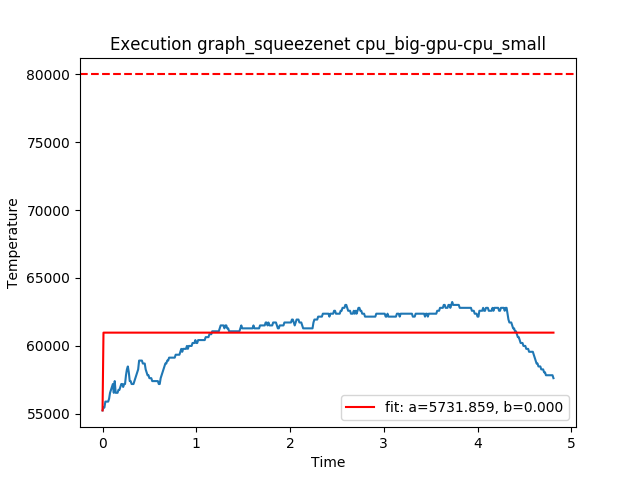 Execution graph_squeezenet cpu_big-gpu-cpu_small
Temperature
80000
75000
70000
65000
60000
55000
fit: a=5731.859, b=0.000
0 1 2 3 4 5
Time